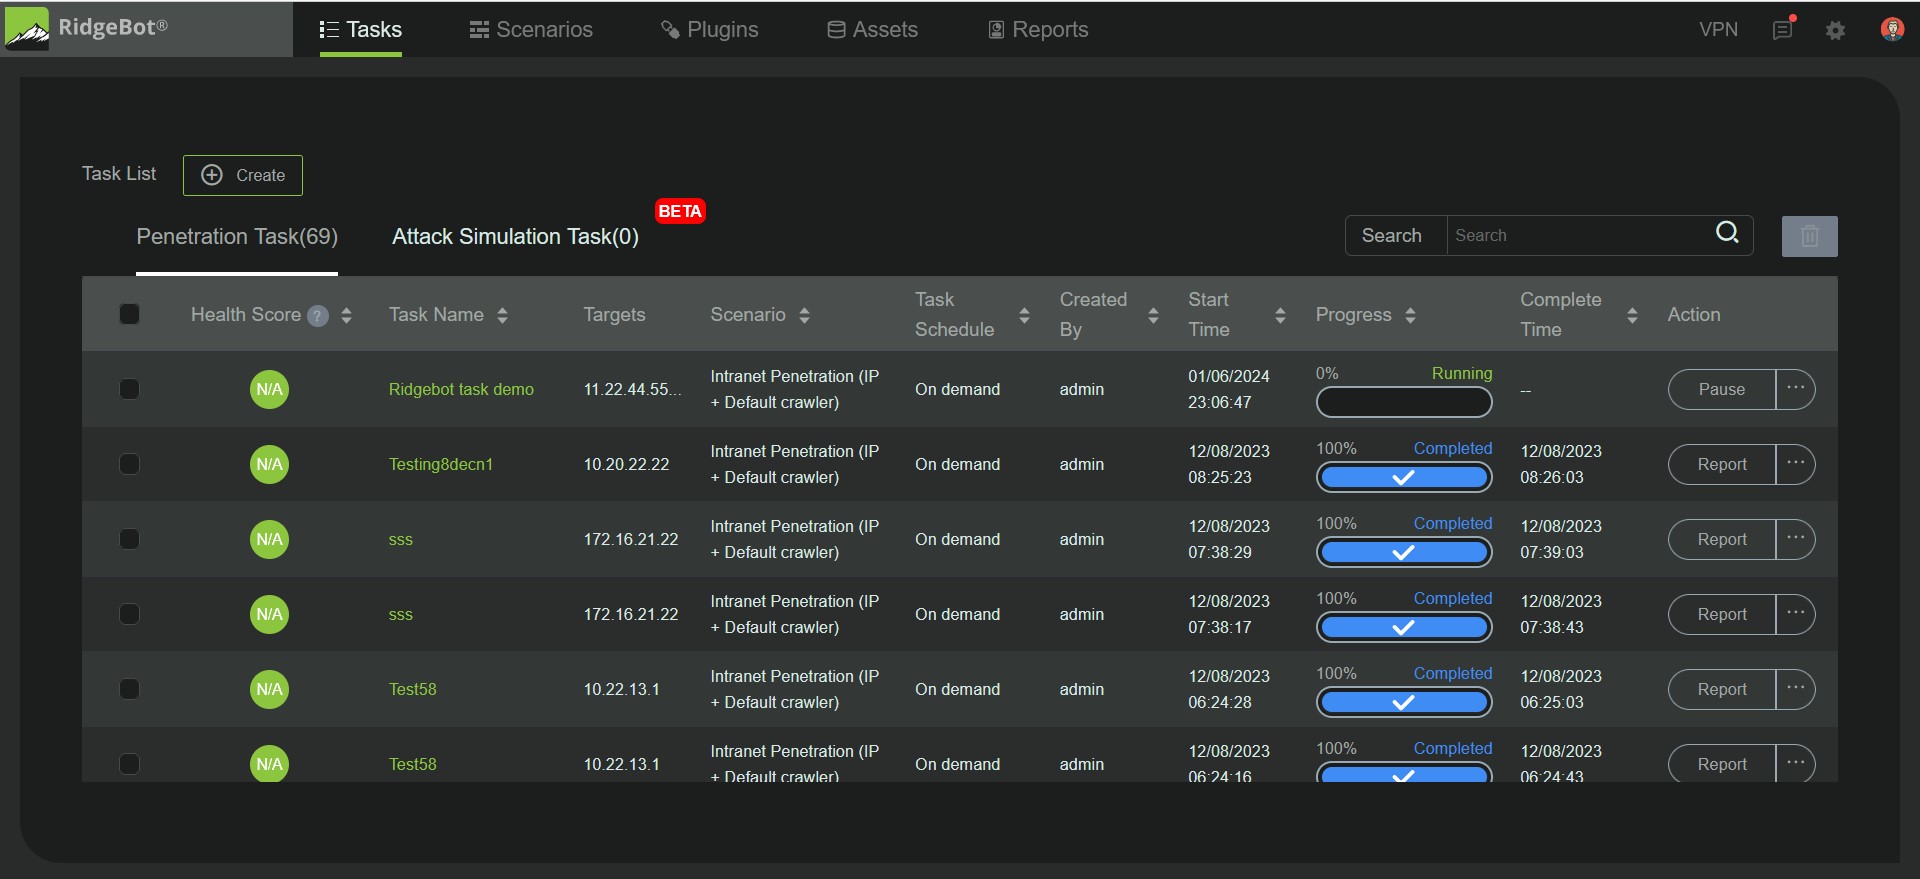 RidgeBot®
Tasks
Scenarios
Plugins
Assets
Reports
VPN
Task List
Create
Penetration Task(69)
Attack Simulation Task(0)
BETA
Search
Search
Health Score ?
Task Name
Targets
Scenario
Task
Schedule
Created
By
Start
Time
Progress
Complete
Time
Action
N/A
Ridgebot task demo
11.22.44.55...
Intranet Penetration (IP
+ Default crawler)
On demand
admin
01/06/2024
23:06:47
0%
Running
--
Pause
...
N/A
Testing8decn1
10.20.22.22
Intranet Penetration (IP
+ Default crawler)
On demand
admin
12/08/2023
08:25:23
100%
Completed
12/08/2023
08:26:03
Report
...
N/A
sss
172.16.21.22
Intranet Penetration (IP
+ Default crawler)
On demand
admin
12/08/2023
07:38:29
100%
Completed
12/08/2023
07:39:03
Report
...
N/A
sss
172.16.21.22
Intranet Penetration (IP
+ Default crawler)
On demand
admin
12/08/2023
07:38:17
100%
Completed
12/08/2023
07:38:43
Report
...
N/A
Test58
10.22.13.1
Intranet Penetration (IP
+ Default crawler)
On demand
admin
12/08/2023
06:24:28
100%
Completed
12/08/2023
06:25:03
Report
...
N/A
Test58
10.22.13.1
Intranet Penetration (IP
+ Default crawler)
On demand
admin
12/08/2023
06:24:16
100%
Completed
12/08/2023
06:24:43
Report
...